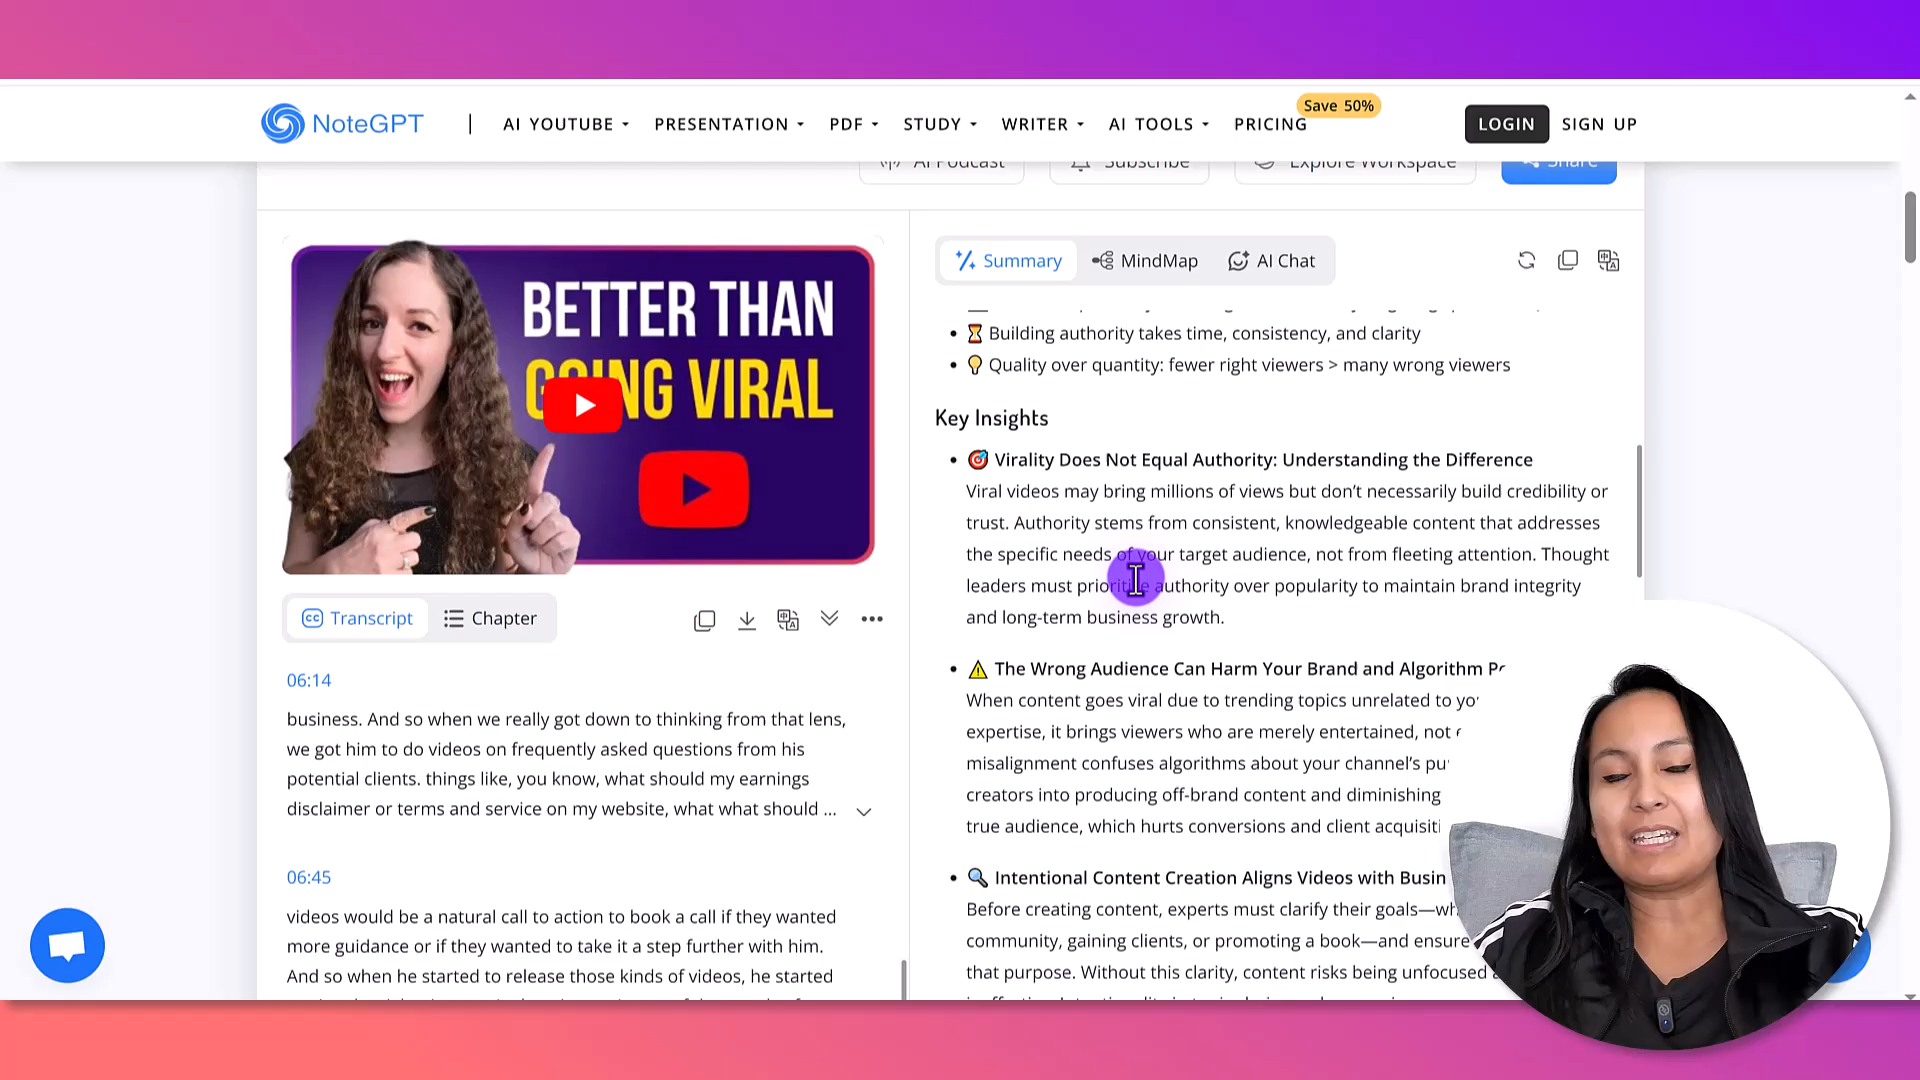 NoteGPT
AI YOUTUBE
PRESENTATION
PDF
STUDY
WRITER
AI TOOLS
PRICING
Save 50%
LOGIN
SIGN UP
AI Podcast
Subscribe
Explore Workspace
Share
BETTER THAN
GOING VIRAL
Transcript
Chapter
06:14
business. And so when we really got down to thinking from that lens,
we got him to do videos on frequently asked questions from his
potential clients. things like, you know, what should my earnings
disclaimer or terms and service on my website, what what should ...
06:45
videos would be a natural call to action to book a call if they wanted
more guidance or if they wanted to take it a step further with him.
And so when he started to release those kinds of videos, he started
Summary
MindMap
AI Chat
Building authority takes time, consistency, and clarity
Quality over quantity: fewer right viewers > many wrong viewers
Key Insights
Virality Does Not Equal Authority: Understanding the Difference
Viral videos may bring millions of views but don't necessarily build credibility or
trust. Authority stems from consistent, knowledgeable content that addresses
the specific needs of your target audience, not from fleeting attention. Thought
leaders must prioritize authority over popularity to maintain brand integrity
and long-term business growth.
The Wrong Audience Can Harm Your Brand and Algorithm
When content goes viral due to trending topics unrelated to
expertise, it brings viewers who are merely entertained, not
misalignment confuses algorithms about your channel's
creators into producing off-brand content and diminishing
true audience, which hurts conversions and client
Intentional Content Creation Aligns Videos with
Before creating content, experts must clarify their goals—
community, gaining clients, or promoting a book—and ensure
that purpose. Without this clarity, content risks being unfocused